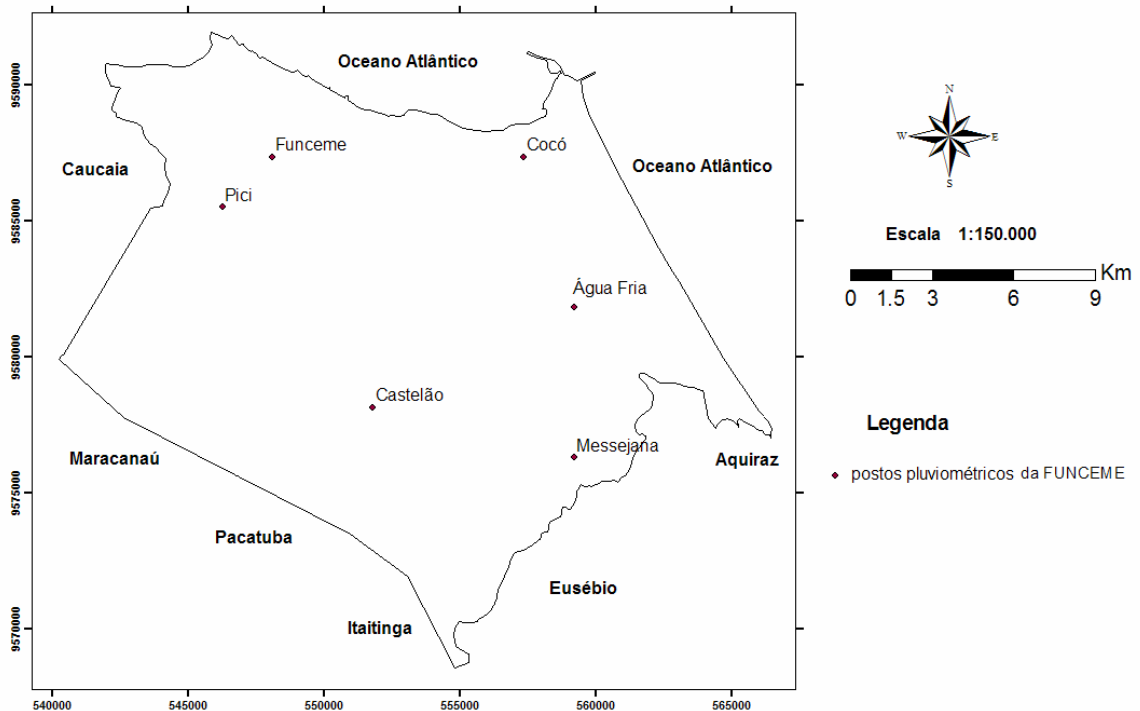 Oceano Atlântico
9590000
N
Funceme
Cocó
W
E
Caucaia
Oceano Atlântico
S
Pici
9585000
Escala 1:150.000
Km
Água Fria
0 1.5 3 6 9
9580000
Castelão
Legenda
Messejana
Maracanaú
Aquiraz
postos pluviométricos da FUNCEME
9575000
Pacatuba
Eusébio
Itaitinga
9570000
540000 545000 550000 555000 560000 565000